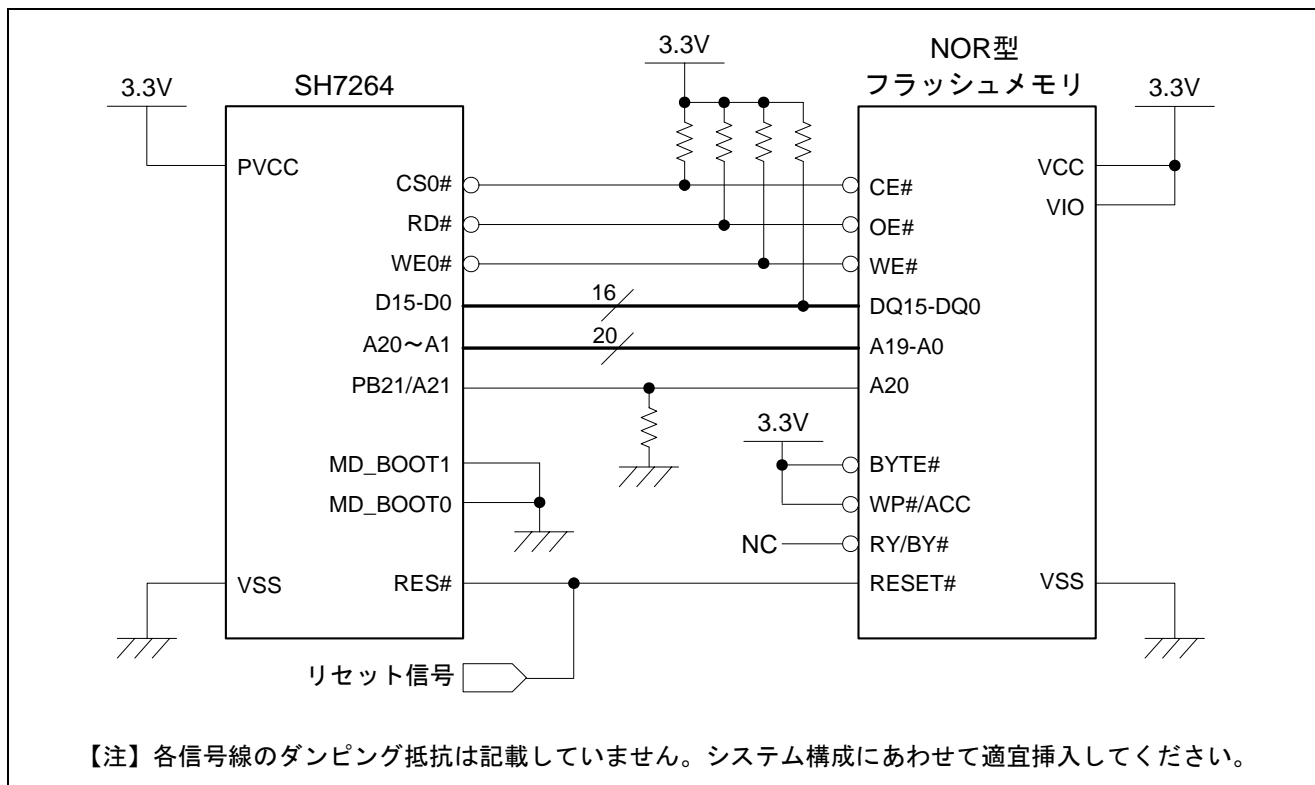 3.3V
SH7264
3.3V
NOR型
フラッシュメモリ
3.3V
PVCC
CS0#
RD#
WE0#
D15-D0
A20～A1
PB21/A21
MD_BOOT1
MD_BOOT0
VSS
RES#
16
20
3.3V
NC
リセット信号
CE#
OE#
WE#
DQ15-DQ0
A19-A0
A20
BYTE#
WP#/ACC
RY/BY#
RESET#
VCC
VIO
VSS
【注】各信号線のダンピング抵抗は記載していません。システム構成にあわせて適宜挿入してください。